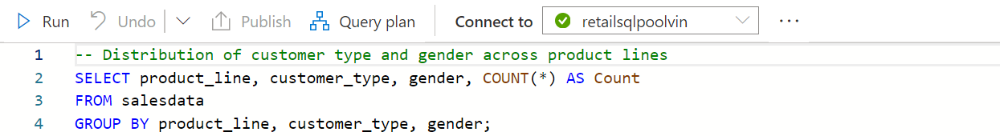 Run Undo Publish Query plan Connect to retailsqlpoolvin ...
1 -- Distribution of customer type and gender across product lines
2 SELECT product_line, customer_type, gender, COUNT(*) AS Count
3 FROM salesdata
4 GROUP BY product_line, customer_type, gender;